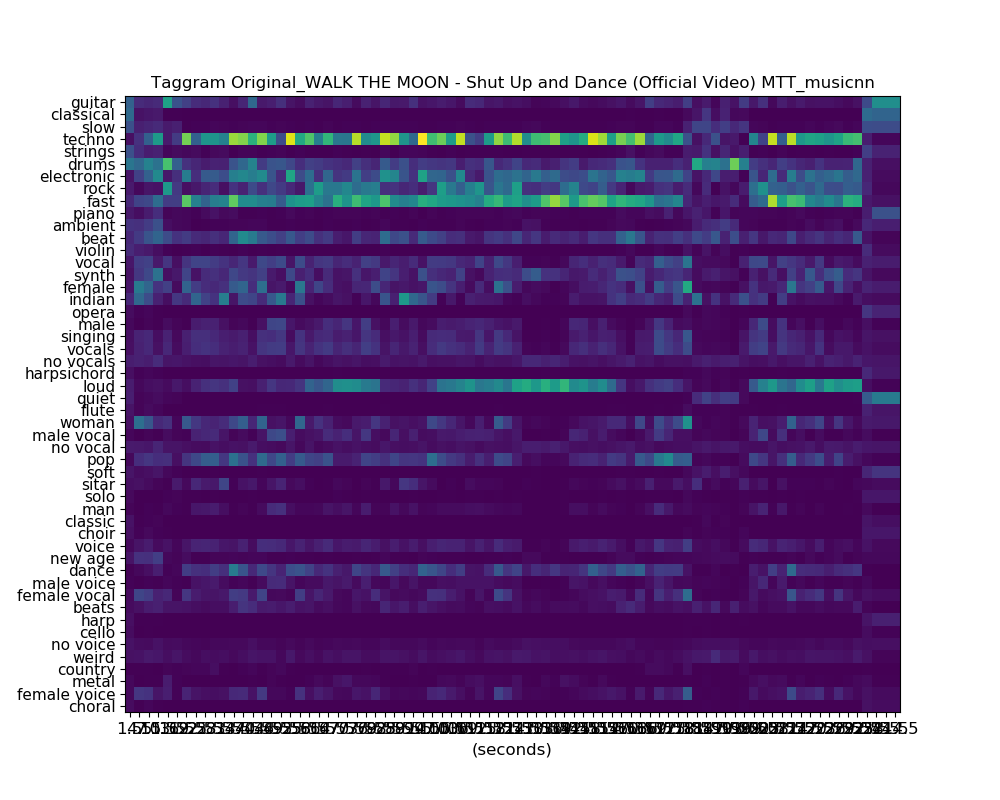 Taggram Original_WALK THE MOON - Shut Up and Dance (Official Video) MTT_musicnn
guitar
classical
slow
techno
strings
drums
electronic
rock
fast
piano
ambient
beat
violin
vocal
synth
female
indian
opera
male
singing
vocals
no vocals
harpsichord
loud
quiet
flute
woman
male vocal
no vocal
pop
soft
sitar
solo
man
classic
choir
voice
new age
dance
male voice
female vocal
beats
harp
cello
no voice
weird
country
metal
female voice
choral
(seconds)